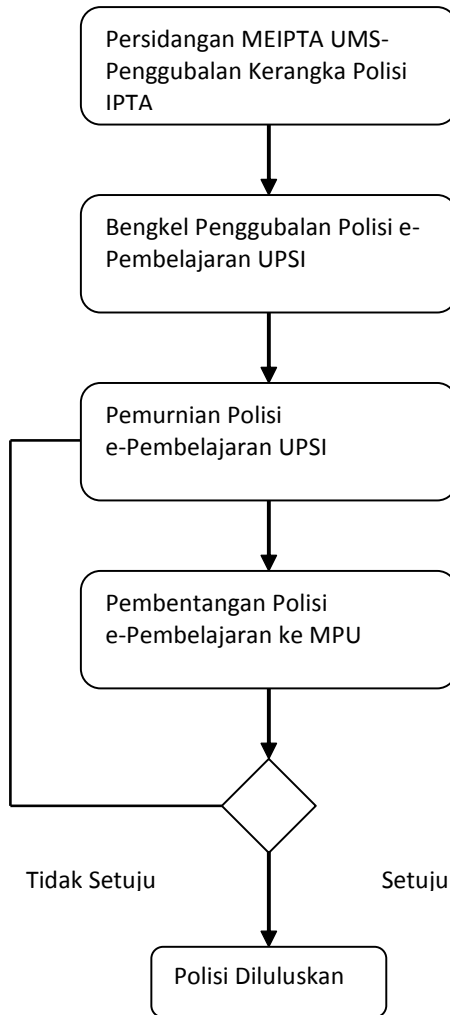 Persidangan MEIPTA UMS-
Penggubalan Kerangka Polisi
IPTA
Bengkel Penggubalan Polisi e-
Pembelajaran UPSI
Pemurnian Polisi
e-Pembelajaran UPSI
Pembentangan Polisi
e-Pembelajaran ke MPU
Tidak Setuju
Setuju
Polisi Diluluskan